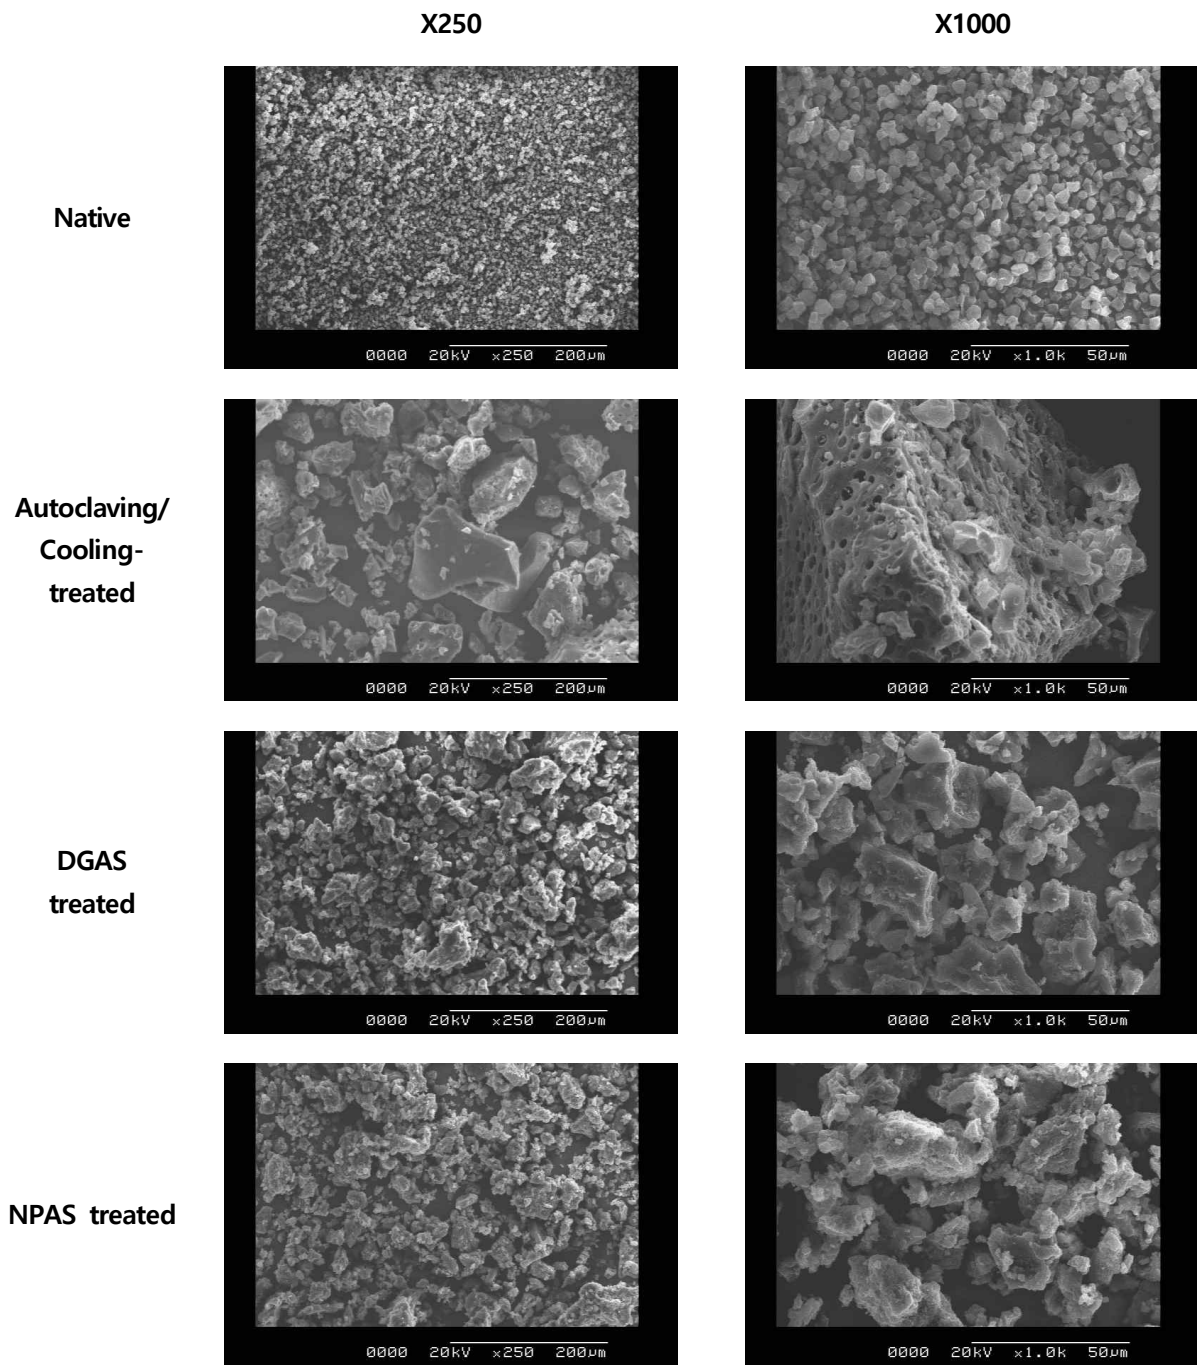 X250 X1000
Native
0000 20kV x250 200µm 0000 20kV x1.0k 50µm
Autoclaving/
Cooling-
treated
0000 20kV x250 200µm 0000 20kV x1.0k 50µm
DGAS
treated
0000 20kV x250 200µm 0000 20kV x1.0k 50µm
NPAS treated
0000 20kV x250 200µm 0000 20kV x1.0k 50µm